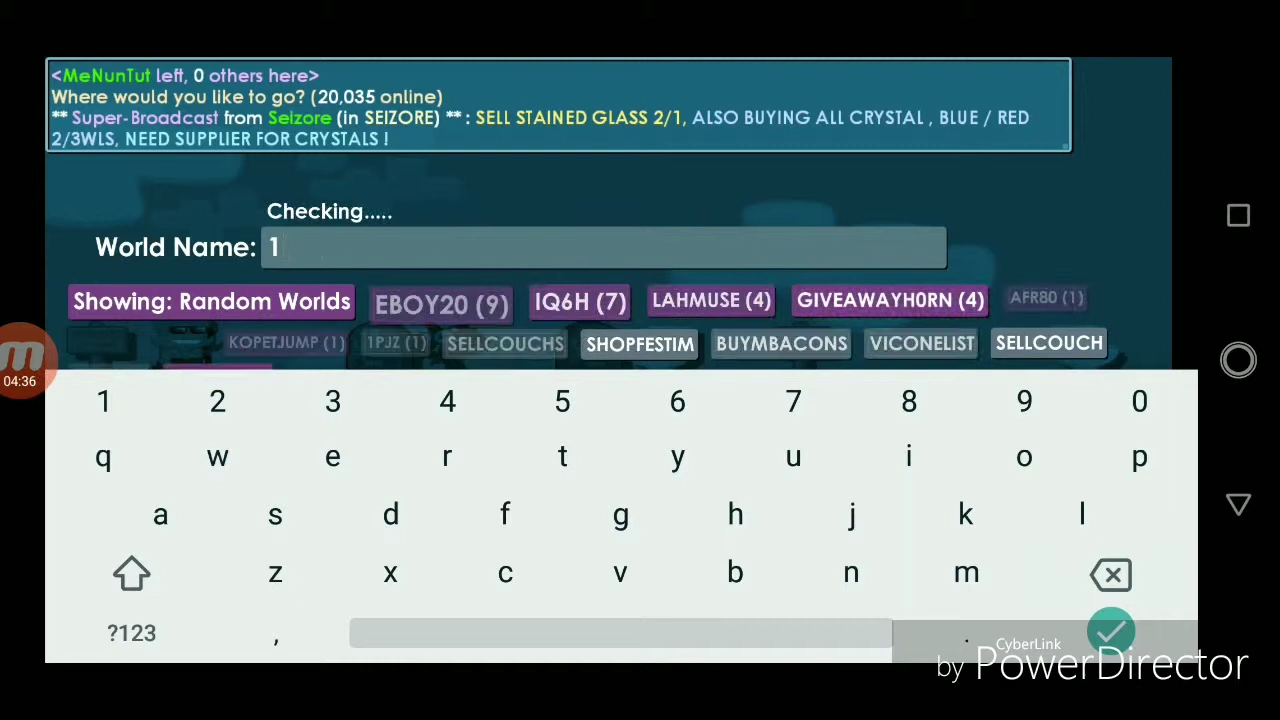 <MeNunTut left, 0 others here>
Where would you like to go? (20,035 online)
** Super-Broadcast from Seizore (in SEIZORE) ** : SELL STAINED GLASS 2/1, ALSO BUYING ALL CRYSTAL , BLUE / RED
2/3WLS, NEED SUPPLIER FOR CRYSTALS !
Checking.....
World Name: 1
Showing: Random Worlds EBOY20 (9) IQ6H (7) LAHMUSE (4) GIVEAWAYH0RN (4) AFR80 (1)
KOPETJUMP (1) 1PJZ (1) SELLCOUCHS SHOPFESTIM BUYMBACONS VICONELIST SELLCOUCH
04:36
1 2 3 4 5 6 7 8 9 0
q w e r t y u i o p
a s d f g h j k l
z x c v b n m
?123 , .
CyberLink
by PowerDirector